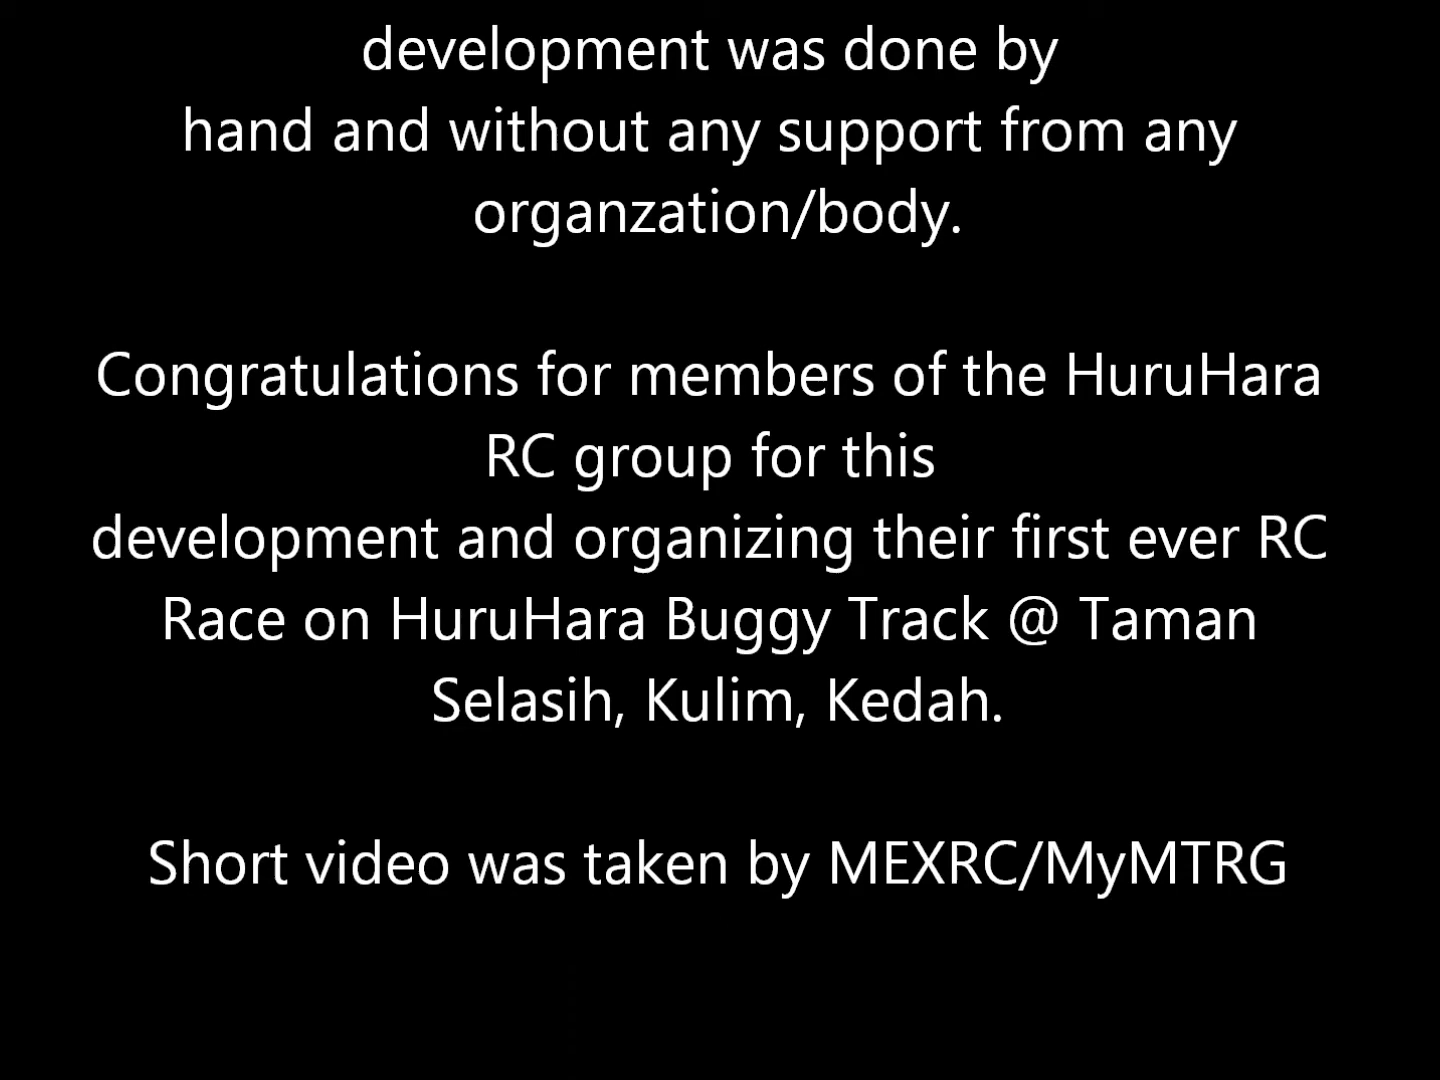 development was done by
hand and without any support from any
organzation/body.
Congratulations for members of the HuruHara
RC group for this
development and organizing their first ever RC
Race on HuruHara Buggy Track @ Taman
Selasih, Kulim, Kedah.
Short video was taken by MEXRC/MyMTRG